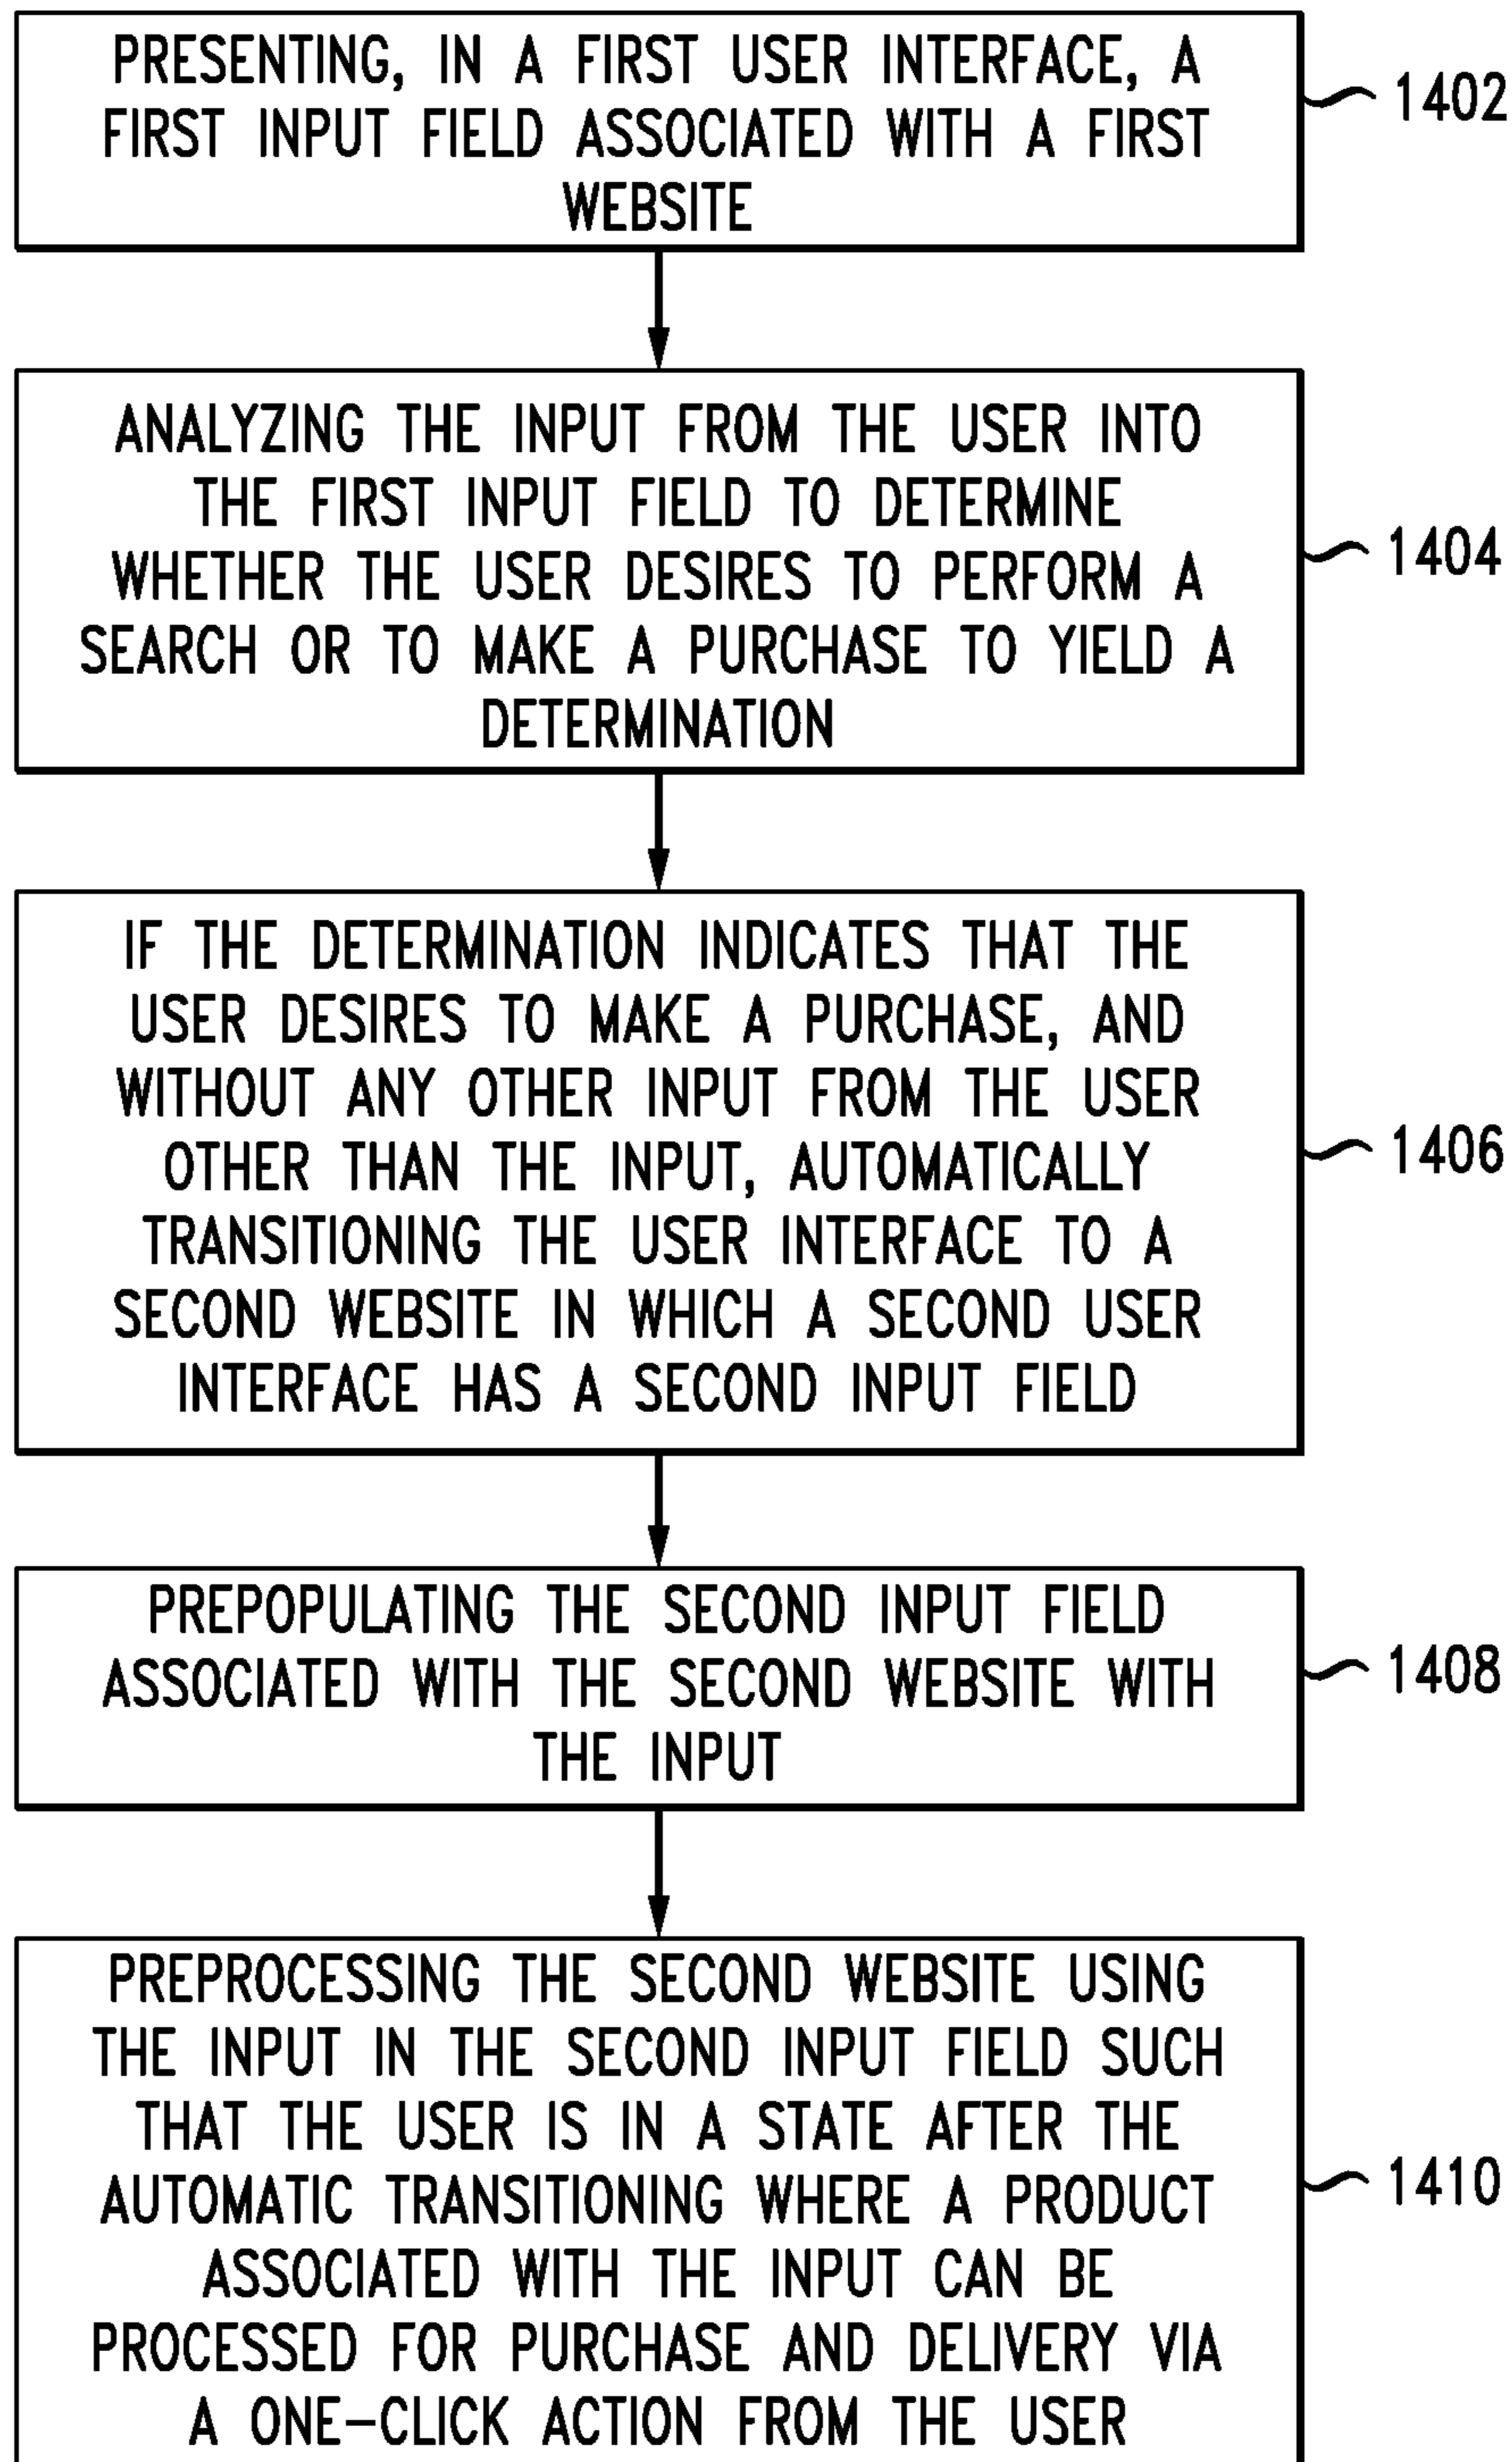 PRESENTING, IN A FIRST USER INTERFACE, A
FIRST INPUT FIELD ASSOCIATED WITH A FIRST
WEBSITE
1402
ANALYZING THE INPUT FROM THE USER INTO
THE FIRST INPUT FIELD TO DETERMINE
WHETHER THE USER DESIRES TO PERFORM A
SEARCH OR TO MAKE A PURCHASE TO YIELD A
DETERMINATION
1404
IF THE DETERMINATION INDICATES THAT THE
USER DESIRES TO MAKE A PURCHASE, AND
WITHOUT ANY OTHER INPUT FROM THE USER
OTHER THAN THE INPUT, AUTOMATICALLY
TRANSITIONING THE USER INTERFACE TO A
SECOND WEBSITE IN WHICH A SECOND USER
INTERFACE HAS A SECOND INPUT FIELD
1406
PREPOPULATING THE SECOND INPUT FIELD
ASSOCIATED WITH THE SECOND WEBSITE WITH
THE INPUT
1408
PREPROCESSING THE SECOND WEBSITE USING
THE INPUT IN THE SECOND INPUT FIELD SUCH
THAT THE USER IS IN A STATE AFTER THE
AUTOMATIC TRANSITIONING WHERE A PRODUCT
ASSOCIATED WITH THE INPUT CAN BE
PROCESSED FOR PURCHASE AND DELIVERY VIA
A ONE-CLICK ACTION FROM THE USER
1410